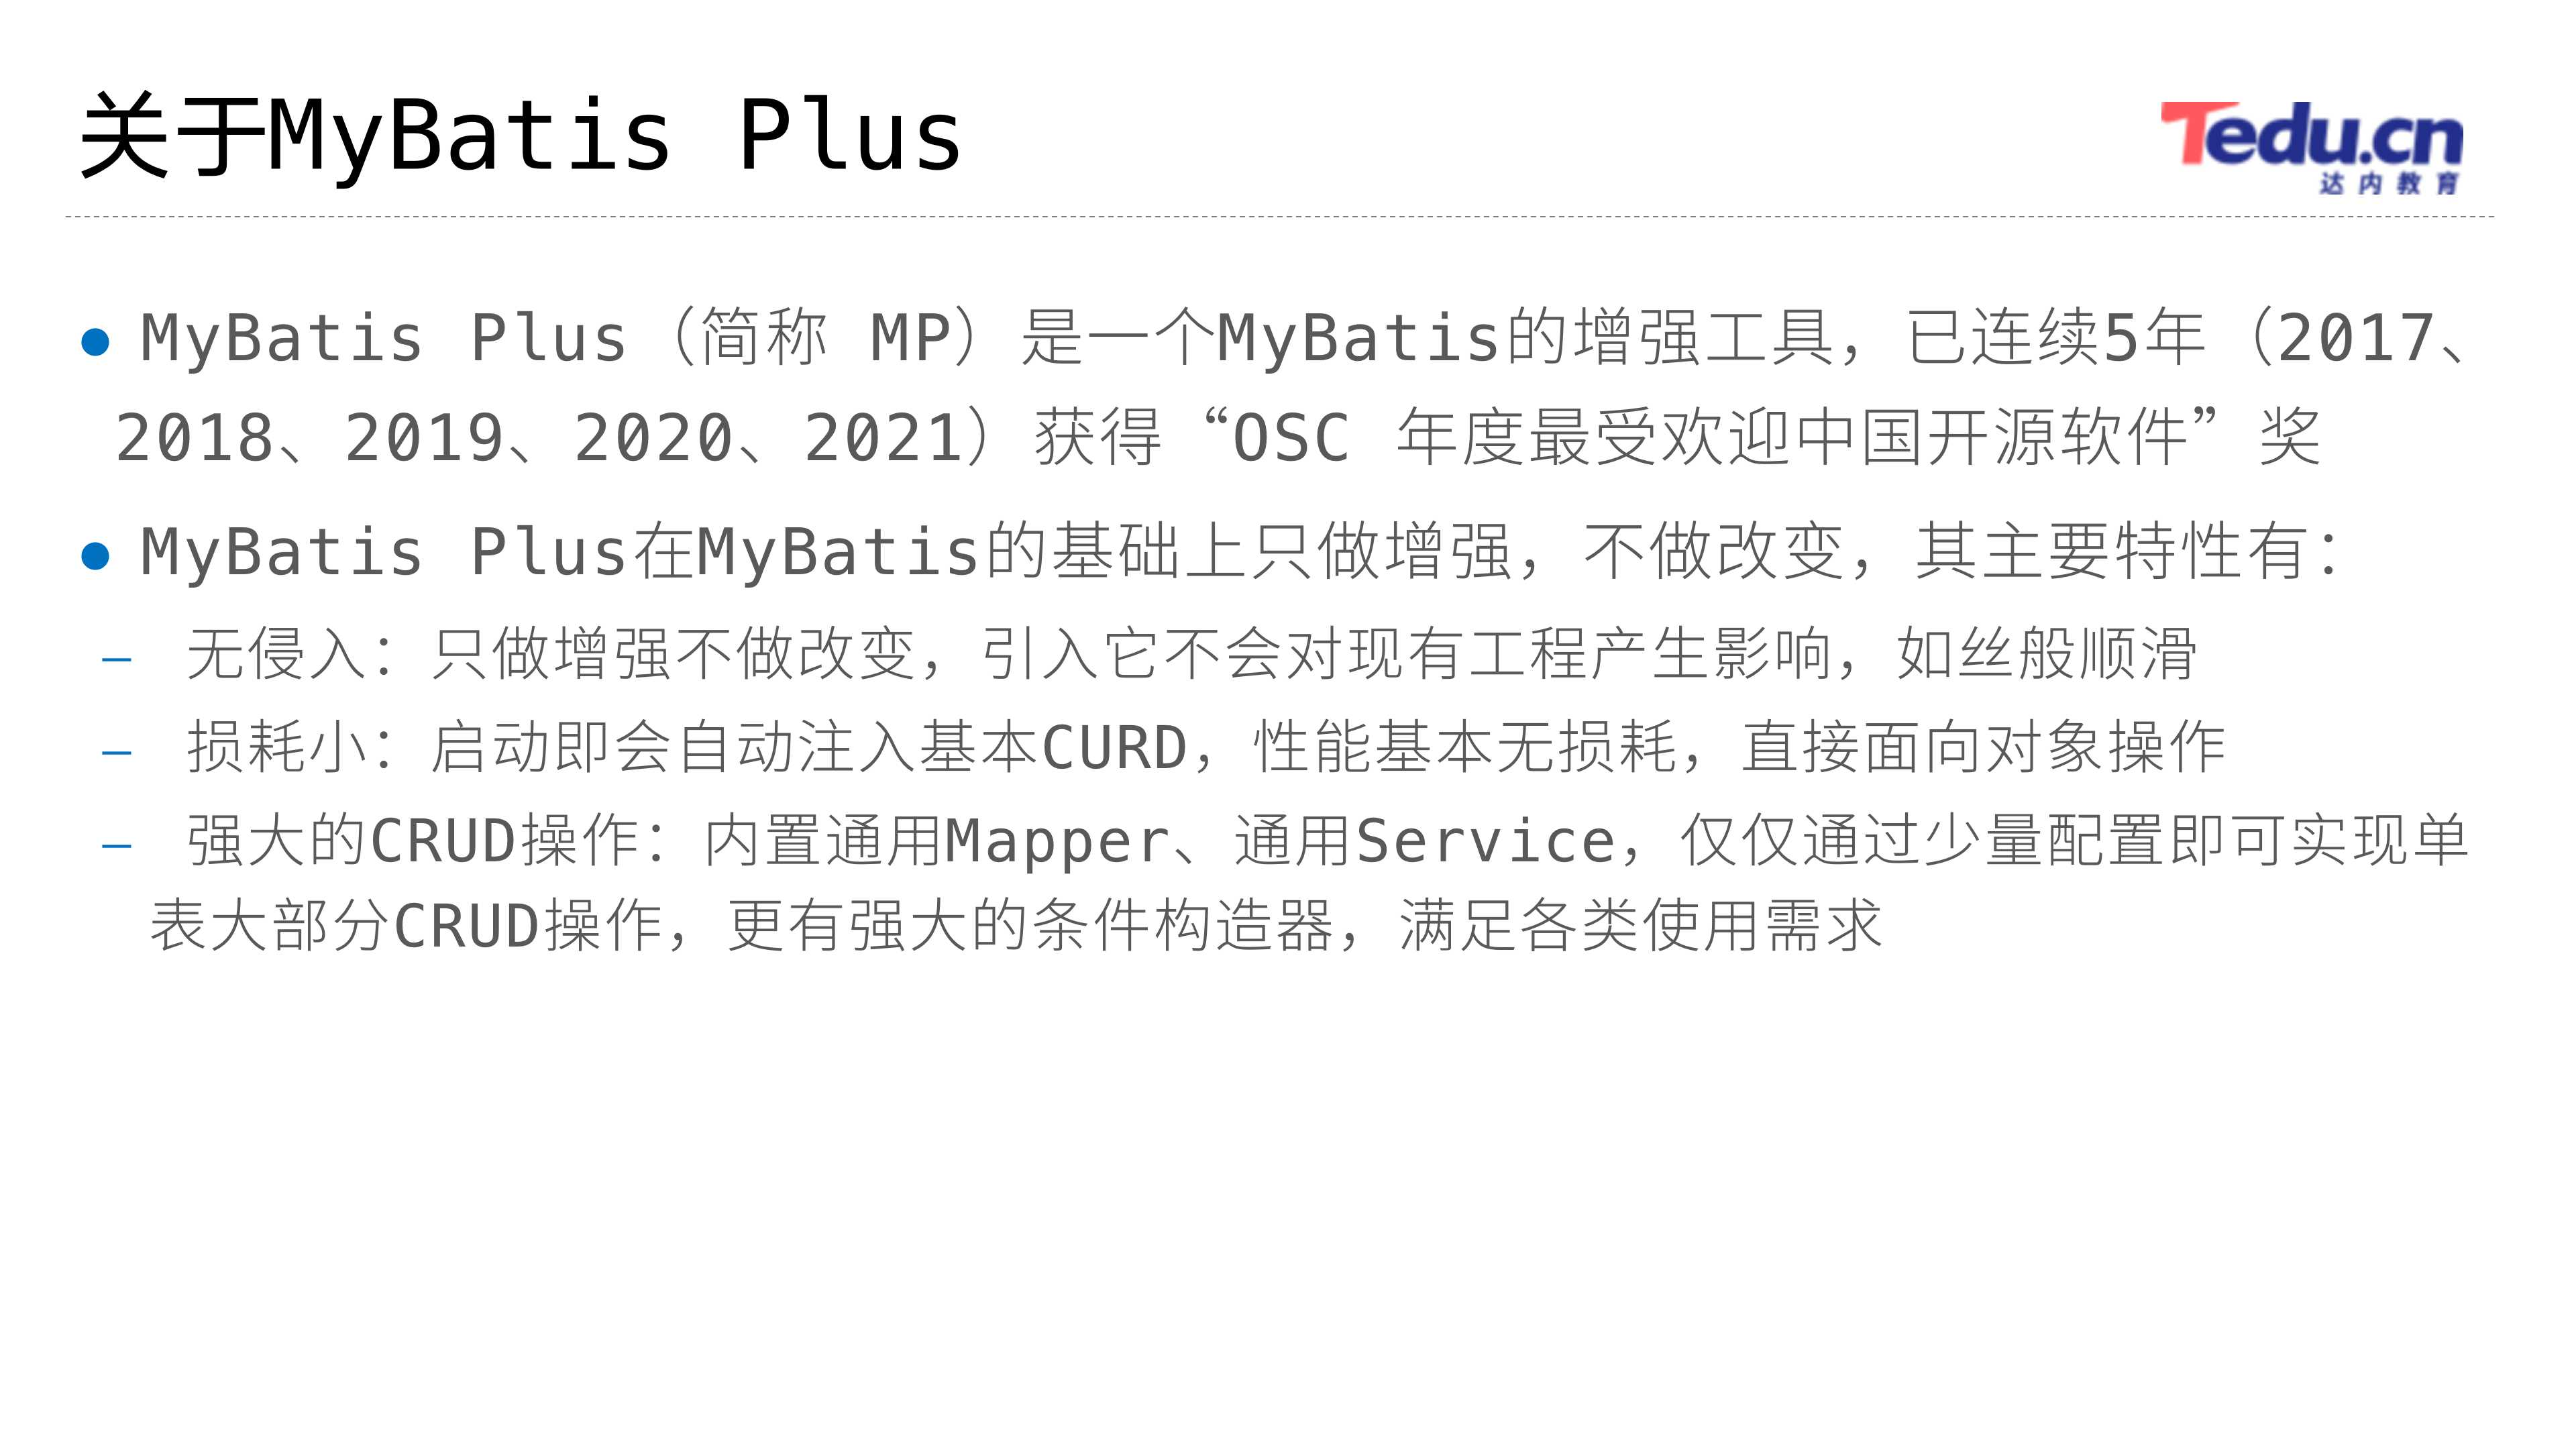 关于MyBatis Plus
Tedu.cn
达内教育
● MyBatis Plus（简称 MP）是一个MyBatis的增强工具，已连续5年（2017、
2018、2019、2020、2021）获得“OSC 年度最受欢迎中国开源软件”奖
● MyBatis Plus在MyBatis的基础上只做增强，不做改变，其主要特性有：
– 无侵入：只做增强不做改变，引入它不会对现有工程产生影响，如丝般顺滑
– 损耗小：启动即会自动注入基本CURD，性能基本无损耗，直接面向对象操作
– 强大的CRUD操作：内置通用Mapper、通用Service，仅仅通过少量配置即可实现单
表大部分CRUD操作，更有强大的条件构造器，满足各类使用需求